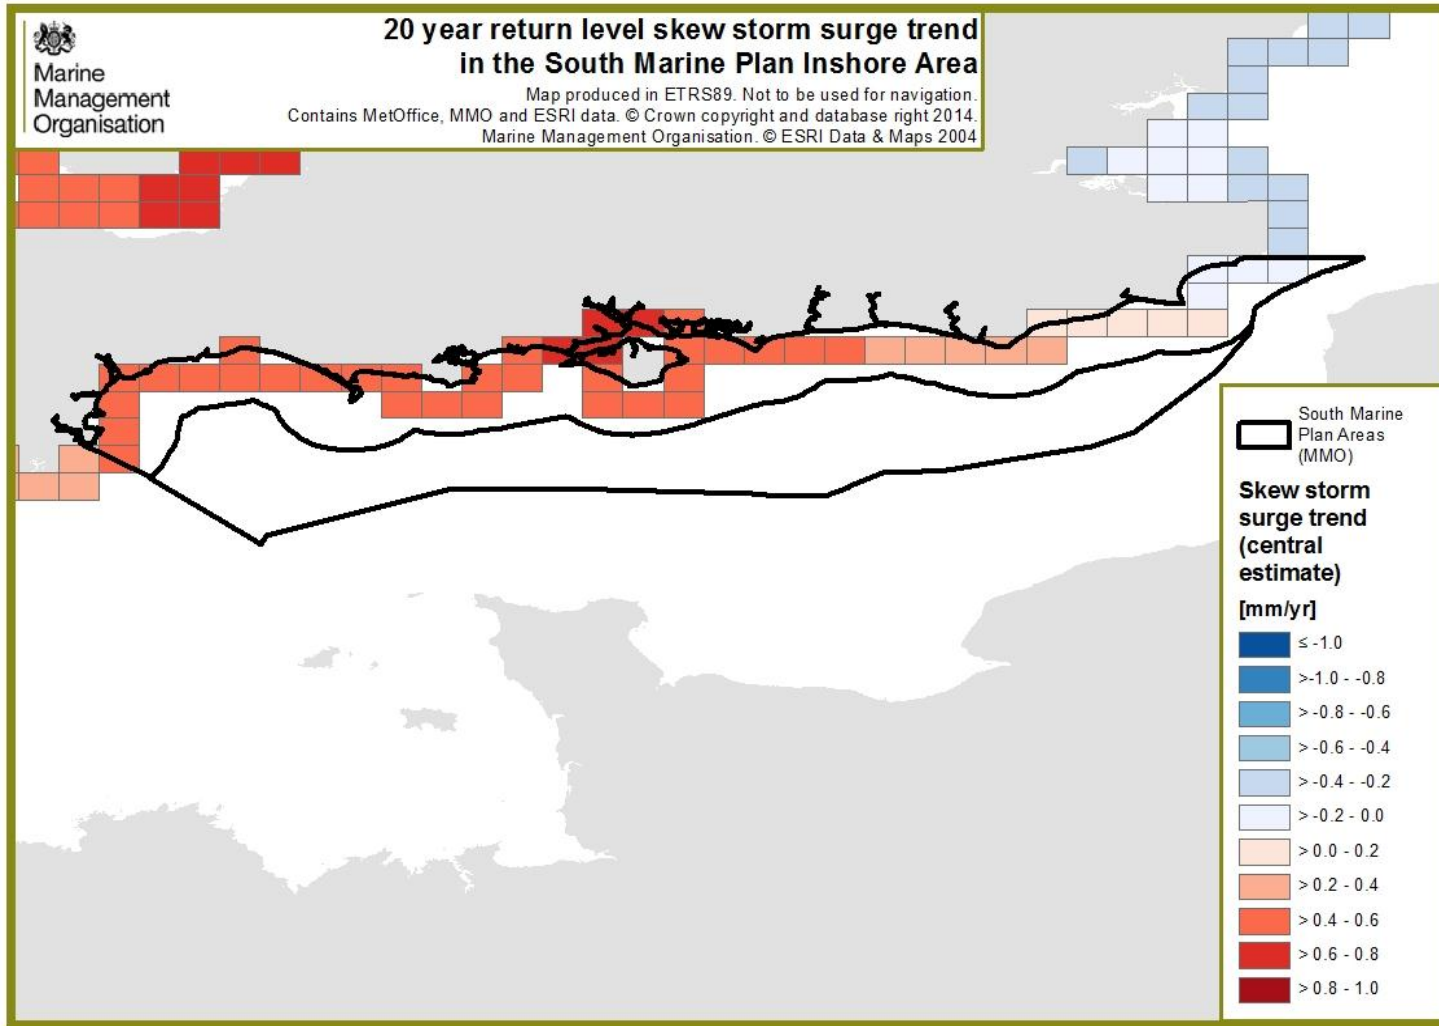 Marine
Management
Organisation
20 year return level skew storm surge trend
in the South Marine Plan Inshore Area
Map produced in ETRS89. Not to be used for navigation.
Contains MetOffice, MMO and ESRI data. © Crown copyright and database right 2014.
Marine Management Organisation. © ESRI Data & Maps 2004
South Marine
Plan Areas
(MMO)
Skew storm
surge trend
(central
estimate)
[mm/yr]
≤ -1.0
>-1.0 - -0.8
> -0.8 - -0.6
> -0.6 - -0.4
> -0.4 - -0.2
> -0.2 - 0.0
> 0.0 - 0.2
> 0.2 - 0.4
> 0.4 - 0.6
> 0.6 - 0.8
> 0.8 - 1.0